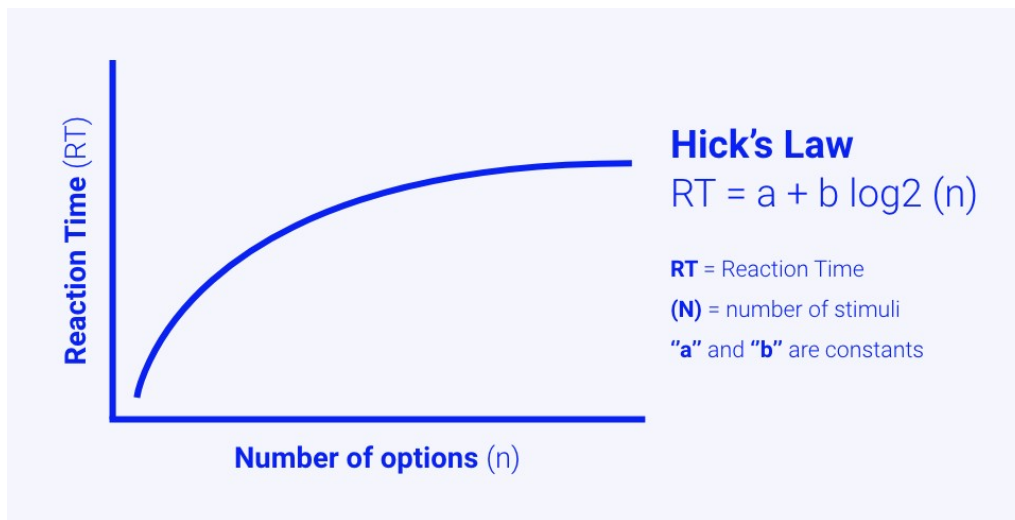 Reaction Time (RT)
Number of options (n)
Hick’s Law
RT = a + b log2 (n)
RT = Reaction Time
(N) = number of stimuli
‘’a’’ and ‘’b’’ are constants